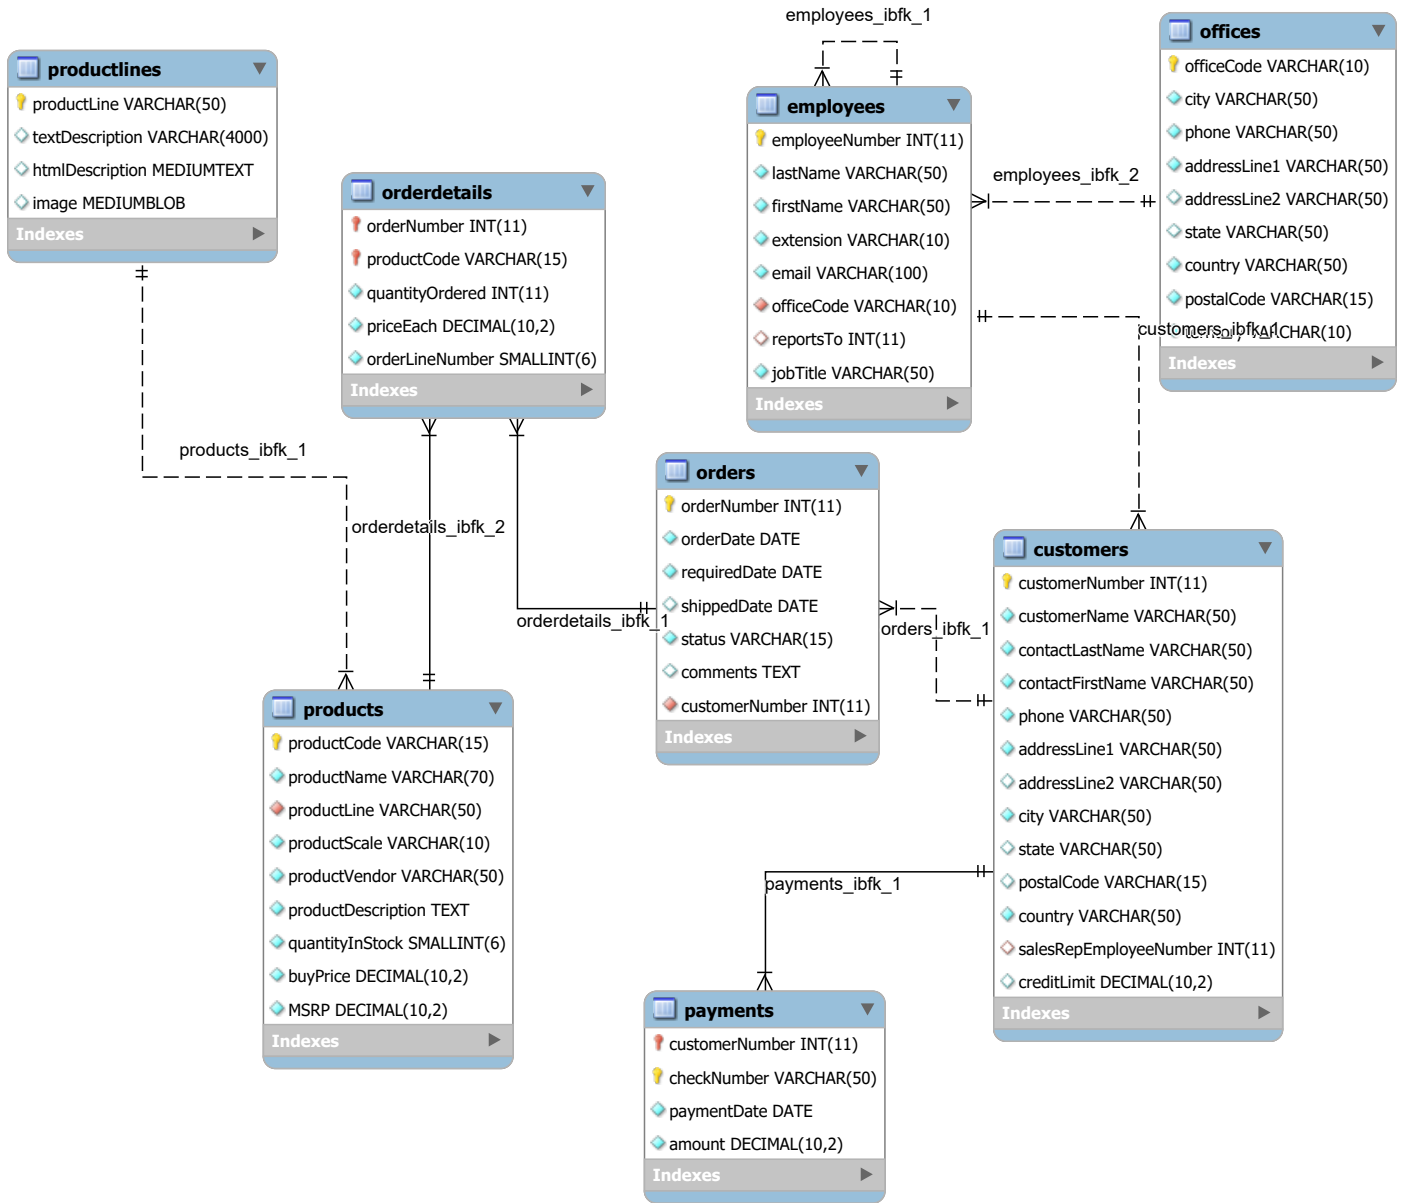 employees_ibfk_1
offices
officeCode VARCHAR(10)
city VARCHAR(50)
phone VARCHAR(50)
addressLine1 VARCHAR(50)
addressLine2 VARCHAR(50)
state VARCHAR(50)
country VARCHAR(50)
postalCode VARCHAR(15)
VARCHAR(10)
Indexes
productlines
productLine VARCHAR(50)
textDescription VARCHAR(4000)
htmlDescription MEDIUMTEXT
image MEDIUMBLOB
Indexes
employees
employeeNumber INT(11)
lastName VARCHAR(50)
firstName VARCHAR(50)
extension VARCHAR(10)
email VARCHAR(100)
officeCode VARCHAR(10)
reportsTo INT(11)
jobTitle VARCHAR(50)
Indexes
employees_ibfk_2
customers_ibfk_1
orderdetails
orderNumber INT(11)
productCode VARCHAR(15)
quantityOrdered INT(11)
priceEach DECIMAL(10,2)
orderLineNumber SMALLINT(6)
Indexes
products_ibfk_1
orderdetails_ibfk_2
orderdetails_ibfk_1
orders
orderNumber INT(11)
orderDate DATE
requiredDate DATE
shippedDate DATE
status VARCHAR(15)
comments TEXT
customerNumber INT(11)
Indexes
orders_ibfk_1
customers
customerNumber INT(11)
customerName VARCHAR(50)
contactLastName VARCHAR(50)
contactFirstName VARCHAR(50)
phone VARCHAR(50)
addressLine1 VARCHAR(50)
addressLine2 VARCHAR(50)
city VARCHAR(50)
state VARCHAR(50)
postalCode VARCHAR(15)
country VARCHAR(50)
salesRepEmployeeNumber INT(11)
creditLimit DECIMAL(10,2)
Indexes
products
productCode VARCHAR(15)
productName VARCHAR(70)
productLine VARCHAR(50)
productScale VARCHAR(10)
productVendor VARCHAR(50)
productDescription TEXT
quantityInStock SMALLINT(6)
buyPrice DECIMAL(10,2)
MSRP DECIMAL(10,2)
Indexes
payments_ibfk_1
payments
customerNumber INT(11)
checkNumber VARCHAR(50)
paymentDate DATE
amount DECIMAL(10,2)
Indexes